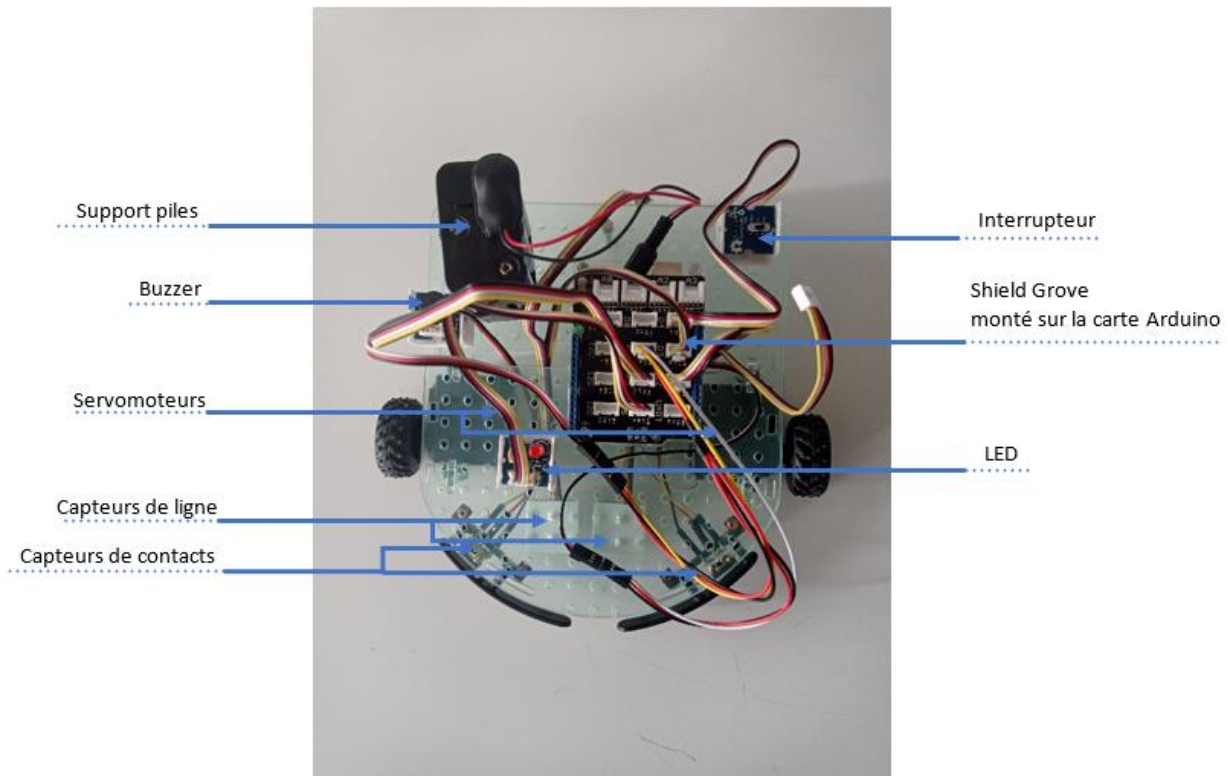 Support piles
Buzzer
Servomoteurs
Capteurs de ligne
Capteurs de contacts
Interrupteur
Shield Grove
monté sur la carte Arduino
LED